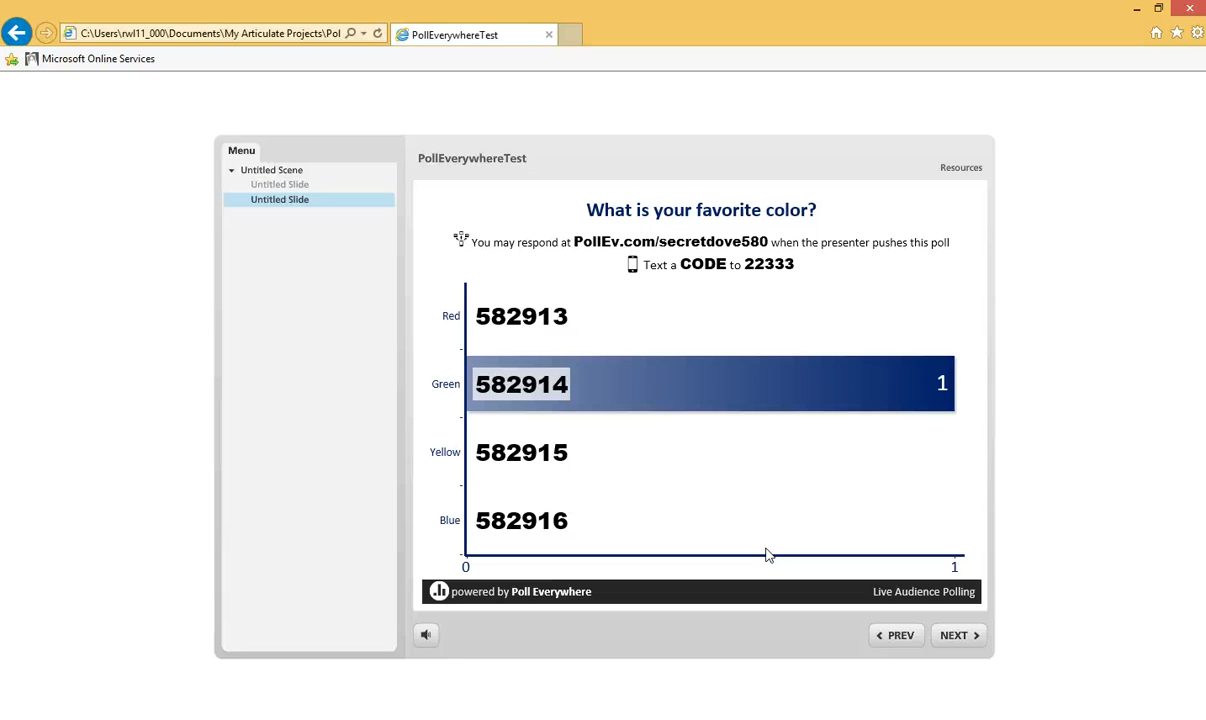 C:\Users\rwl11_000\Documents\My Articulate Projects\Pol
PollEverywhereTest
Microsoft Online Services
Menu
Untitled Scene
Untitled Slide
Untitled Slide
PollEverywhereTest
Resources
What is your favorite color?
You may respond at PollEv.com/secretdove580 when the presenter pushes this poll
Text a CODE to 22333
Red 582913
Green 582914 1
Yellow 582915
Blue 582916
0 1
powered by Poll Everywhere Live Audience Polling
PREV NEXT